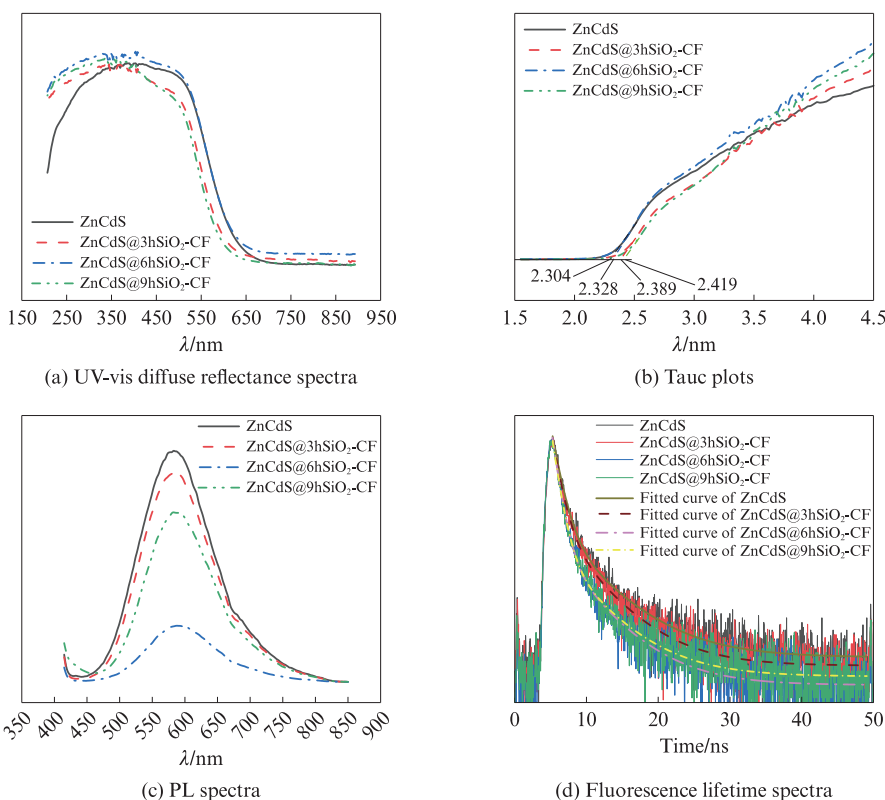 ZnCdS
ZnCdS@3hSiO₂-CF
ZnCdS@6hSiO₂-CF
ZnCdS@9hSiO₂-CF
150 250 350 450 550 650 750 850 950
λ/nm
(a) UV-vis diffuse reflectance spectra
ZnCdS
ZnCdS@3hSiO₂-CF
ZnCdS@6hSiO₂-CF
ZnCdS@9hSiO₂-CF
2.304
2.328
2.389
2.419
1.5 2.0 2.5 3.0 3.5 4.0 4.5
λ/nm
(b) Tauc plots
ZnCdS
ZnCdS@3hSiO₂-CF
ZnCdS@6hSiO₂-CF
ZnCdS@9hSiO₂-CF
350 400 450 500 550 600 650 700 750 800 850 900
λ/nm
(c) PL spectra
ZnCdS
ZnCdS@3hSiO₂-CF
ZnCdS@6hSiO₂-CF
ZnCdS@9hSiO₂-CF
Fitted curve of ZnCdS
Fitted curve of ZnCdS@3hSiO₂-CF
Fitted curve of ZnCdS@6hSiO₂-CF
Fitted curve of ZnCdS@9hSiO₂-CF
0 10 20 30 40 50
Time/ns
(d) Fluorescence lifetime spectra